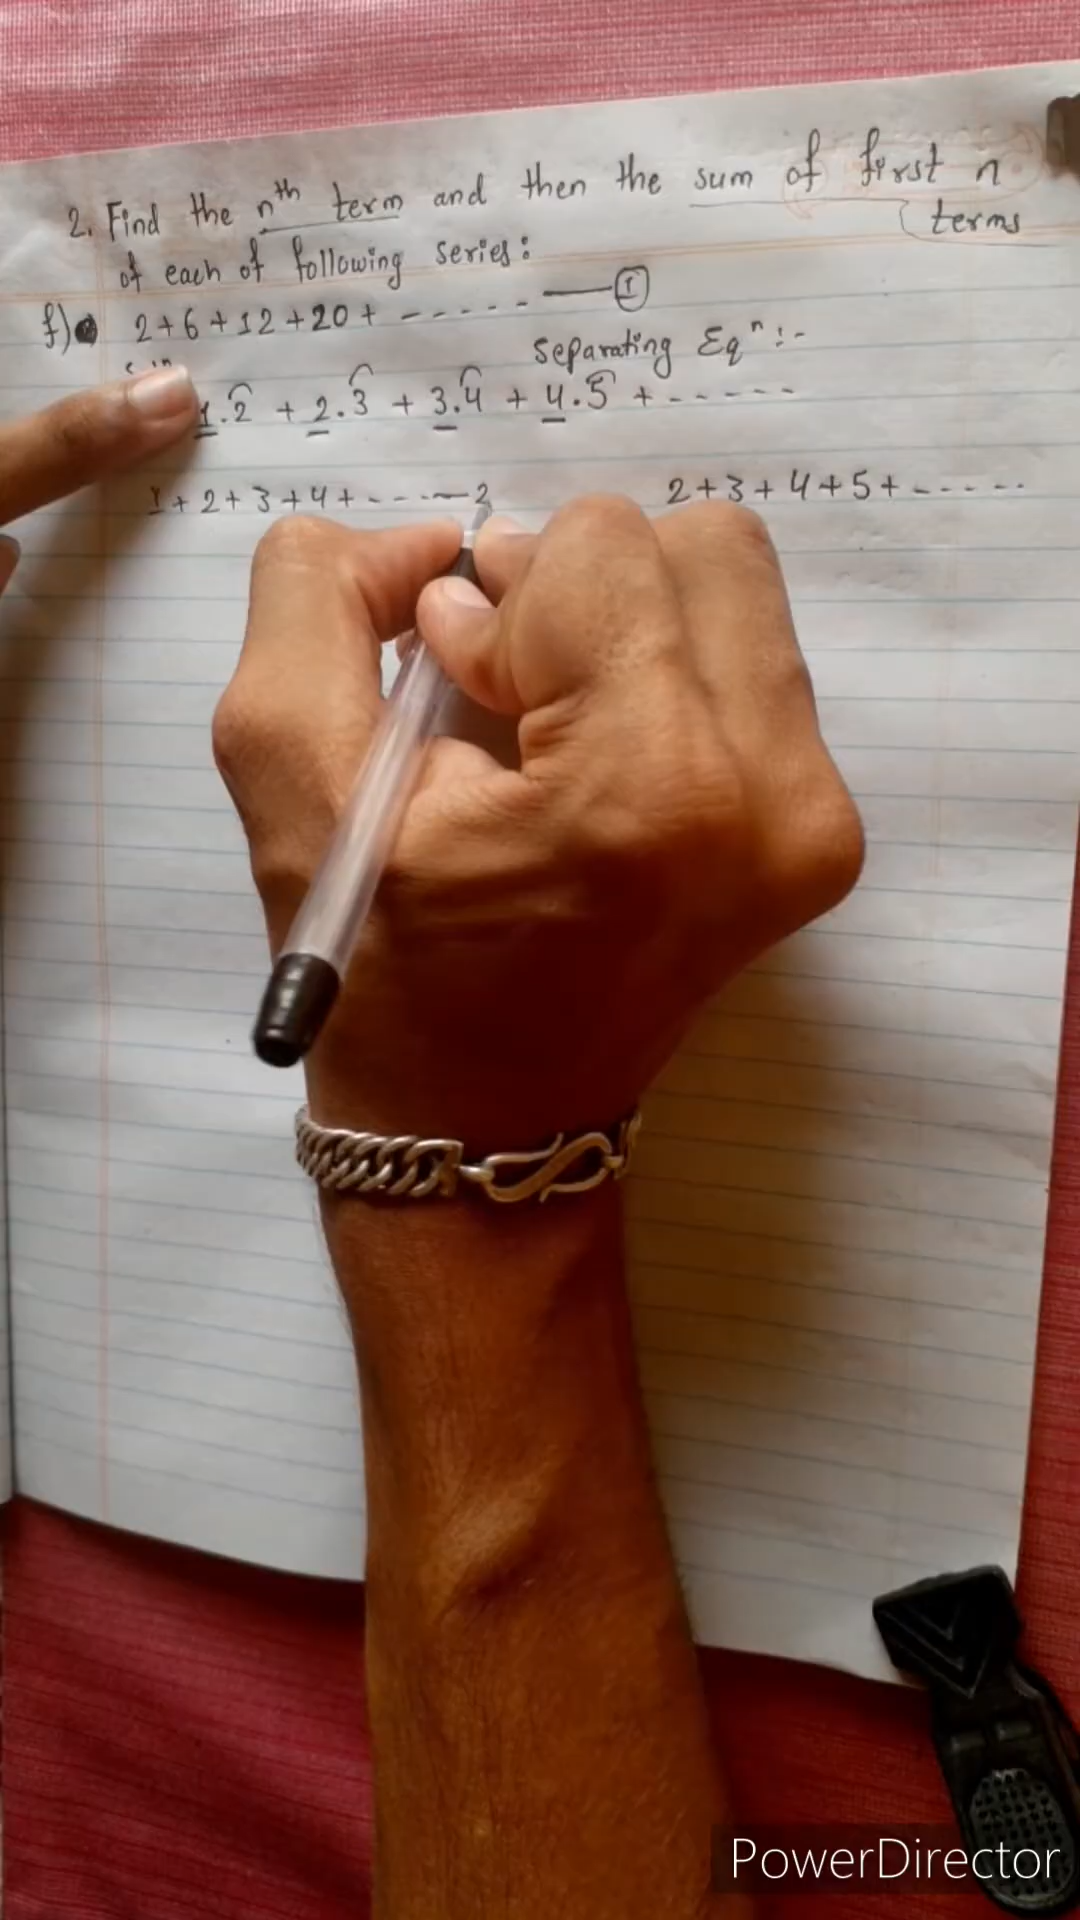 2. Find the nth term and then the sum of first n
terms
of each of following series:
f) 2+6+12+20+ ----- —①
Separating Eqn :-
1.2 + 2.3 + 3.4 + 4.5 + -----
1+2+3+4+----—2
2+3+4+5+-----
PowerDirector